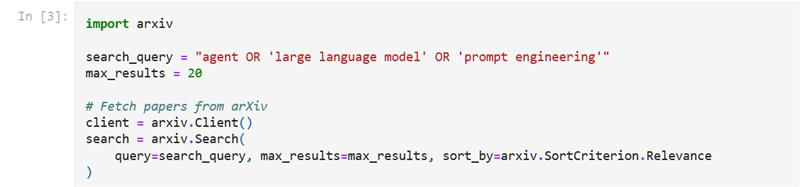 In [3]:
import arxiv
search_query = "agent OR 'large language model' OR 'prompt engineering'"
max_results = 20
# Fetch papers from arXiv
client = arxiv.Client()
search = arxiv.Search(
    query=search_query, max_results=max_results, sort_by=arxiv.SortCriterion.Relevance
)